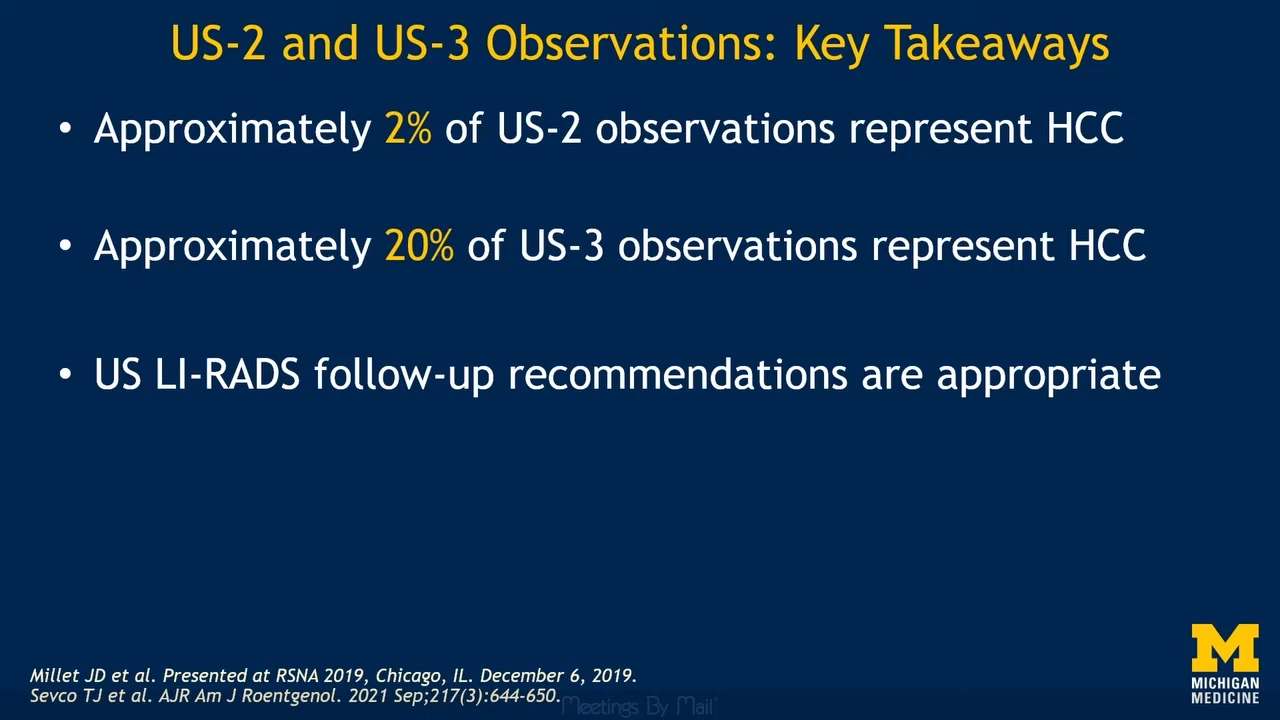 US-2 and US-3 Observations: Key Takeaways
• Approximately 2% of US-2 observations represent HCC
• Approximately 20% of US-3 observations represent HCC
• US LI-RADS follow-up recommendations are appropriate
Millet JD et al. Presented at RSNA 2019, Chicago, IL. December 6, 2019.
Sevco TJ et al. AJR Am J Roentgenol. 2021 Sep;217(3):644-650.
Meetings By Mail
M
MICHIGAN
MEDICINE